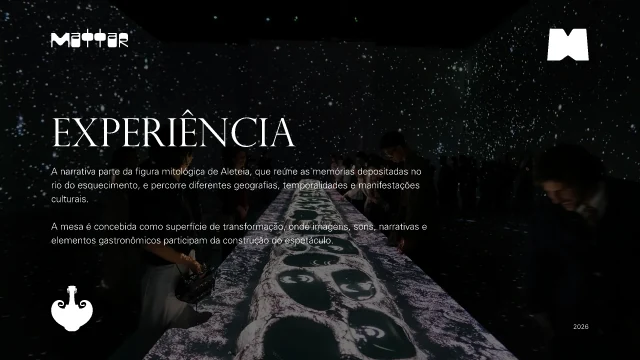 MATTAR
EXPERIÊNCIA
A narrativa parte da figura mitológica de Aleteia, que reúne as memórias depositadas no
rio do esquecimento, e percorre diferentes geografias, temporalidades e manifestações
culturais.
A mesa é concebida como superfície de transformação, onde imagens, sons, narrativas e
elementos gastronômicos participam da construção do espetáculo.
2026